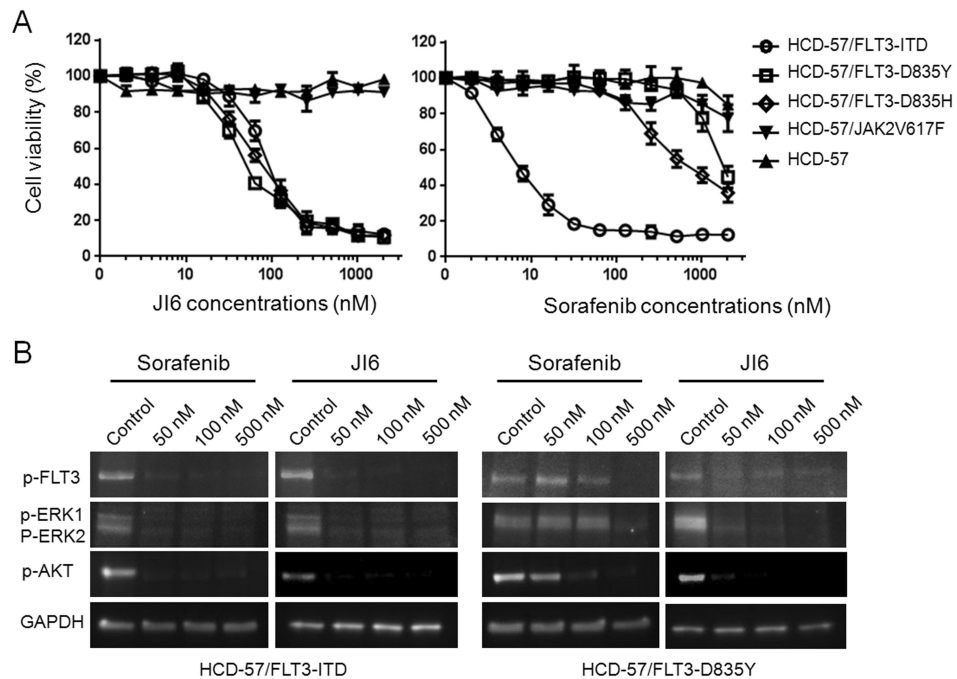 A
120
100
80
60
40
20
0
Cell viability (%)
0
10
100
1000
JI6 concentrations (nM)
120
100
80
60
40
20
0
0
10
100
1000
Sorafenib concentrations (nM)
HCD-57/FLT3-ITD
HCD-57/FLT3-D835Y
HCD-57/FLT3-D835H
HCD-57/JAK2V617F
HCD-57
B
Sorafenib
JI6
Sorafenib
JI6
Control
50 nM
100 nM
500 nM
Control
50 nM
100 nM
500 nM
Control
50 nM
100 nM
500 nM
Control
50 nM
100 nM
500 nM
p-FLT3
p-ERK1
P-ERK2
p-AKT
GAPDH
HCD-57/FLT3-ITD
HCD-57/FLT3-D835Y